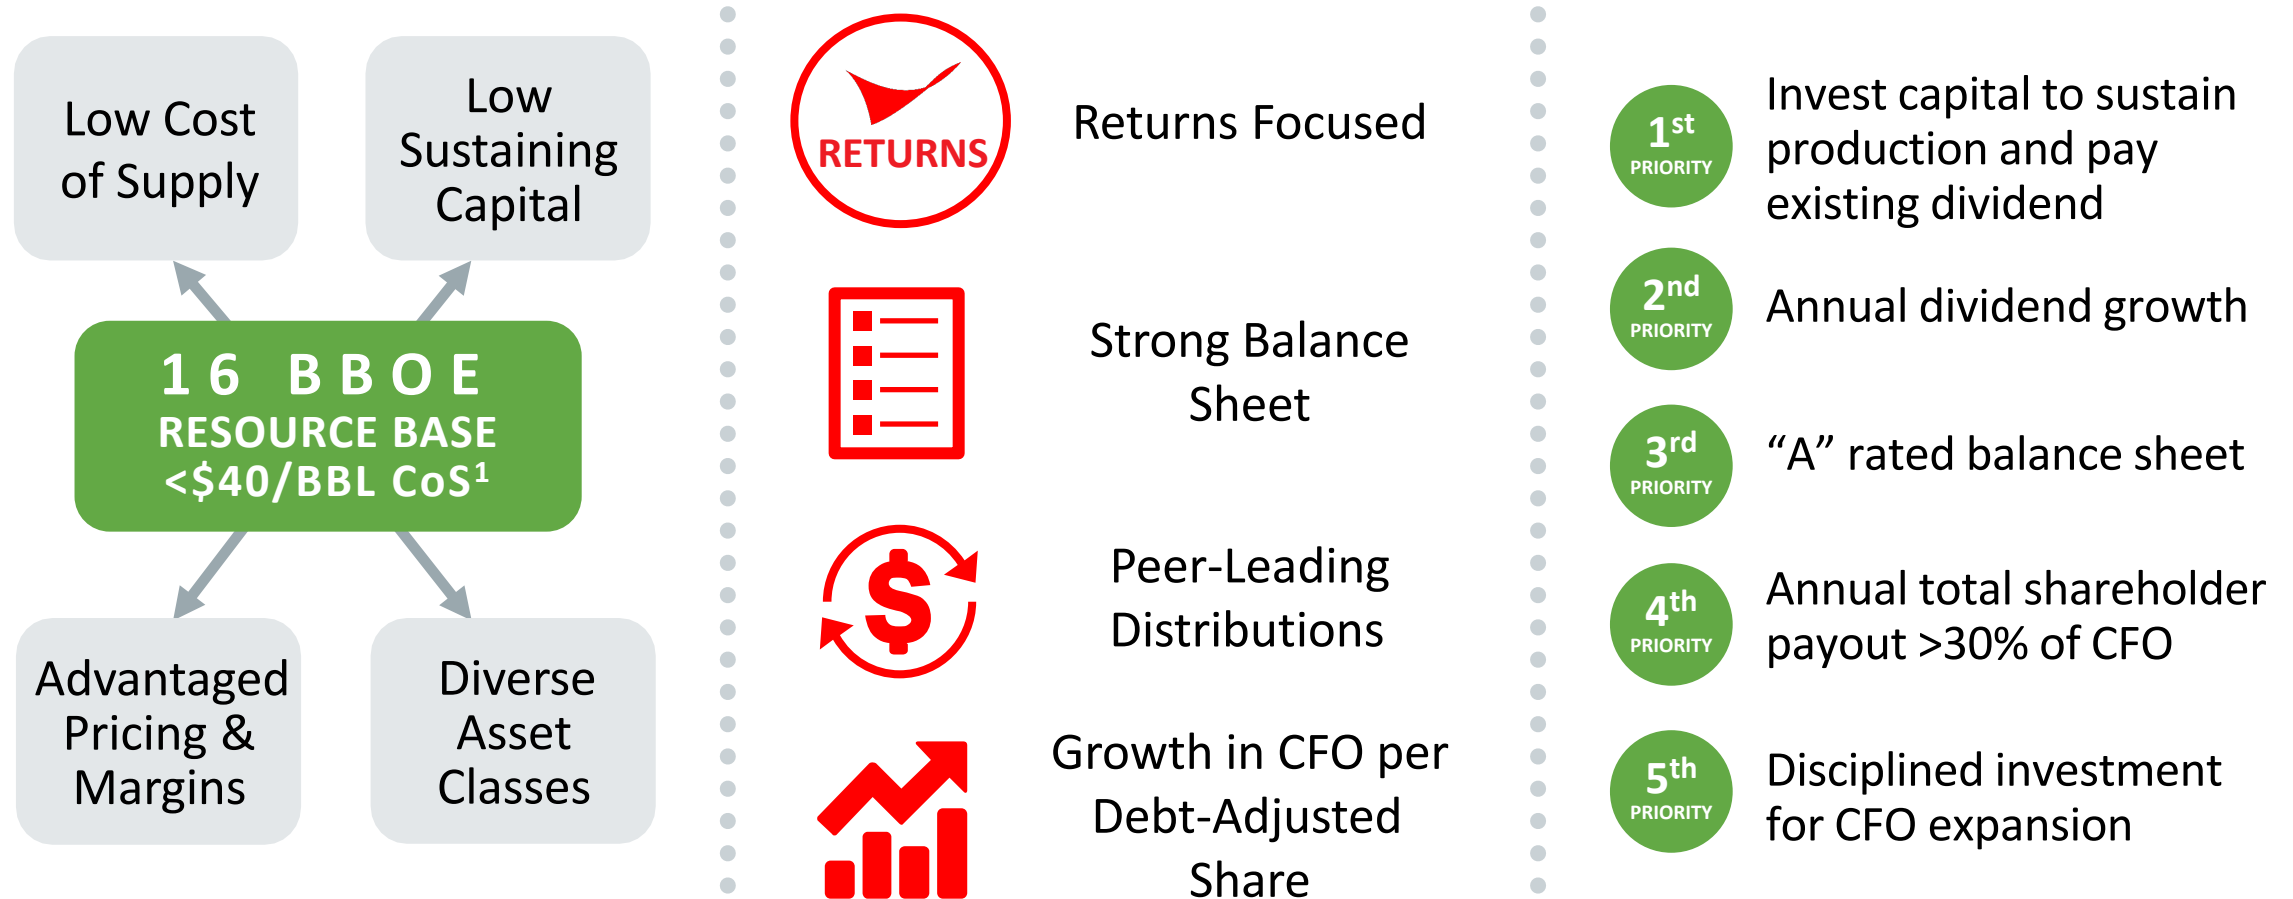 Low Cost
of Supply
Low
Sustaining
Capital
16 BBOE
RESOURCE BASE
<$40/BBL CoS¹
Advantaged
Pricing &
Margins
Diverse
Asset
Classes
RETURNS
Returns Focused
Strong Balance
Sheet
$
Peer-Leading
Distributions
Growth in CFO per
Debt-Adjusted
Share
1st
PRIORITY
Invest capital to sustain
production and pay
existing dividend
2nd
PRIORITY
Annual dividend growth
3rd
PRIORITY
“A” rated balance sheet
4th
PRIORITY
Annual total shareholder
payout >30% of CFO
5th
PRIORITY
Disciplined investment
for CFO expansion